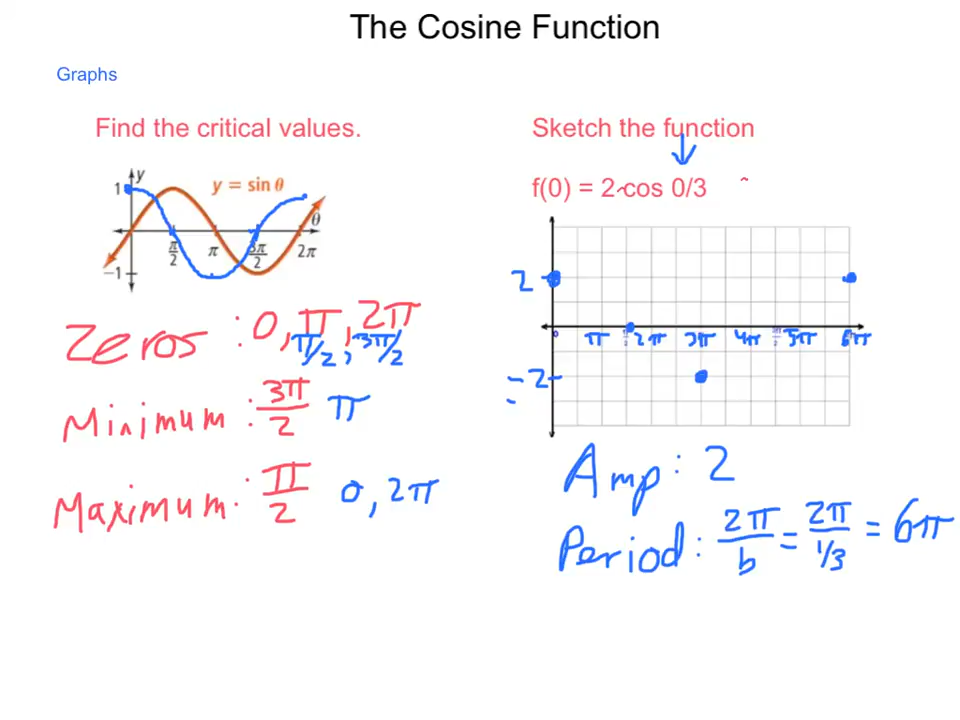 The Cosine Function
Graphs
Find the critical values.
1 y y = sin θ
θ
π/2 π 3π/2 2π
−1
Zeros : 0, π, 2π
π/2, 3π/2
Minimum : 3π/2 π
Maximum : π/2 0, 2π
Sketch the function
f(0) = 2 cos 0/3
2
0 π 2π 3π 4π 5π 6π
-2
Amp : 2
Period : 2π/b = 2π/1/3 = 6π